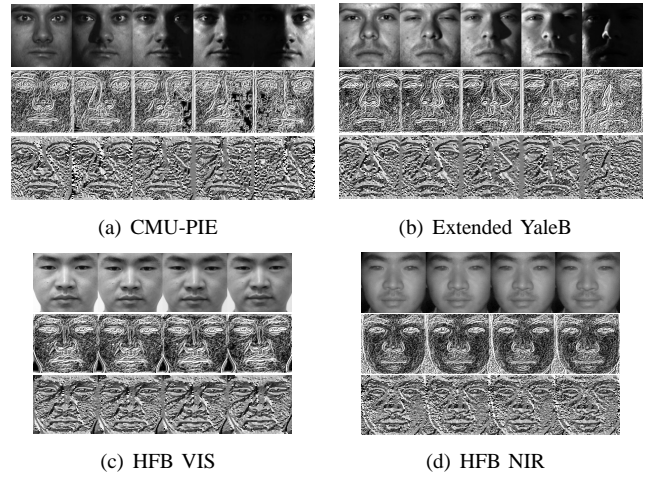 (a) CMU-PIE
(b) Extended YaleB
(c) HFB VIS
(d) HFB NIR